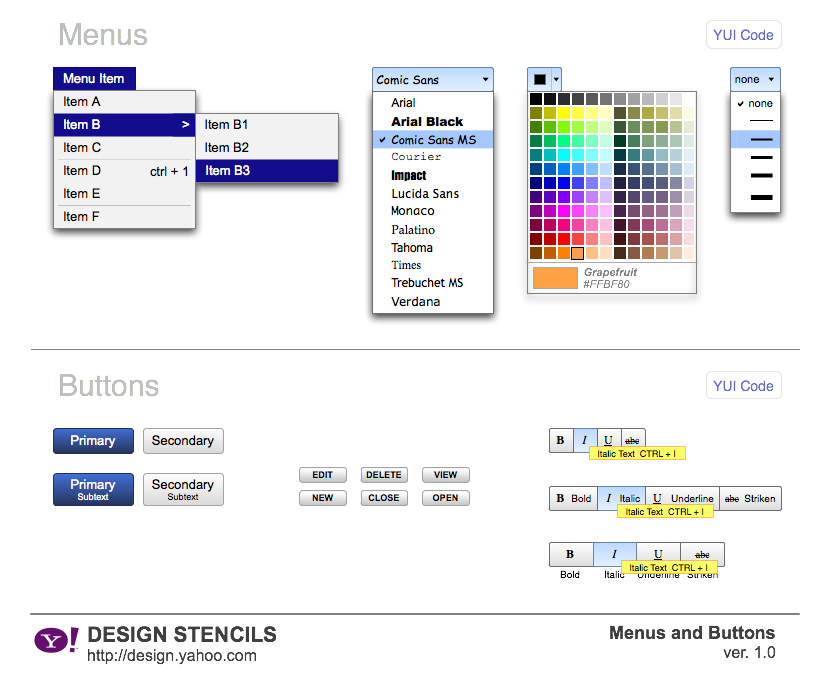 Menus
YUI Code
Menu Item
Item A
Item B >
Item C
Item D ctrl + 1
Item E
Item F
Item B1
Item B2
Item B3
Comic Sans
Arial
Arial Black
Comic Sans MS
Courier
Impact
Lucida Sans
Monaco
Palatino
Tahoma
Times
Trebuchet MS
Verdana
Grapefruit
#FFBF80
none
none
Buttons
YUI Code
Primary
Secondary
Primary
Subtext
Secondary
Subtext
EDIT DELETE VIEW
NEW CLOSE OPEN
B I U abc
Italic Text CTRL + I
B Bold I Italic U Underline abc Striken
Italic Text CTRL + I
B I U abc
Italic Text CTRL + I
Bold Italic Underline Striken
Y! DESIGN STENCILS
http://design.yahoo.com
Menus and Buttons
ver. 1.0